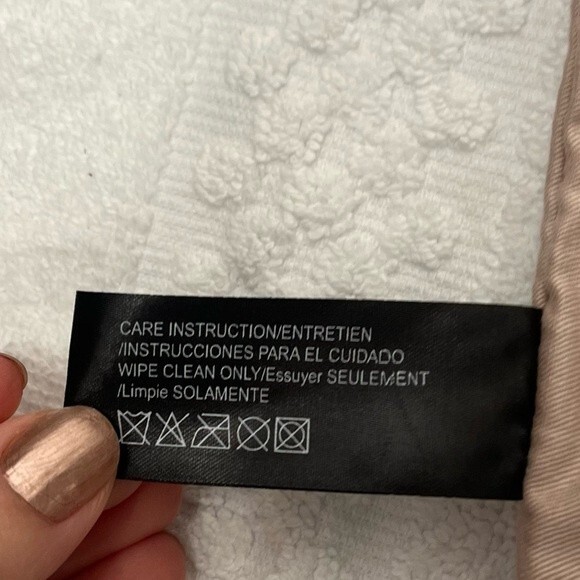 CARE INSTRUCTION/ENTRETIEN
/INSTRUCCIONES PARA EL CUIDADO
WIPE CLEAN ONLY/Essuyer SEULEMENT
/Limpie SOLAMENTE